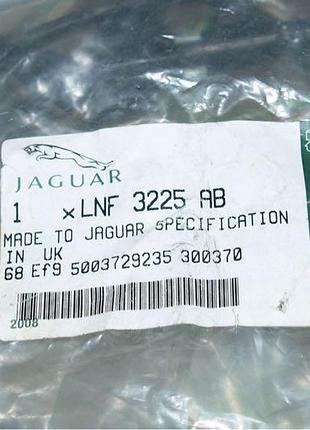 JAGUAR
1 x LNF 3225 AB
MADE TO JAGUAR SPECIFICATION
IN UK
68 Ef9 5003729235 300370
2008